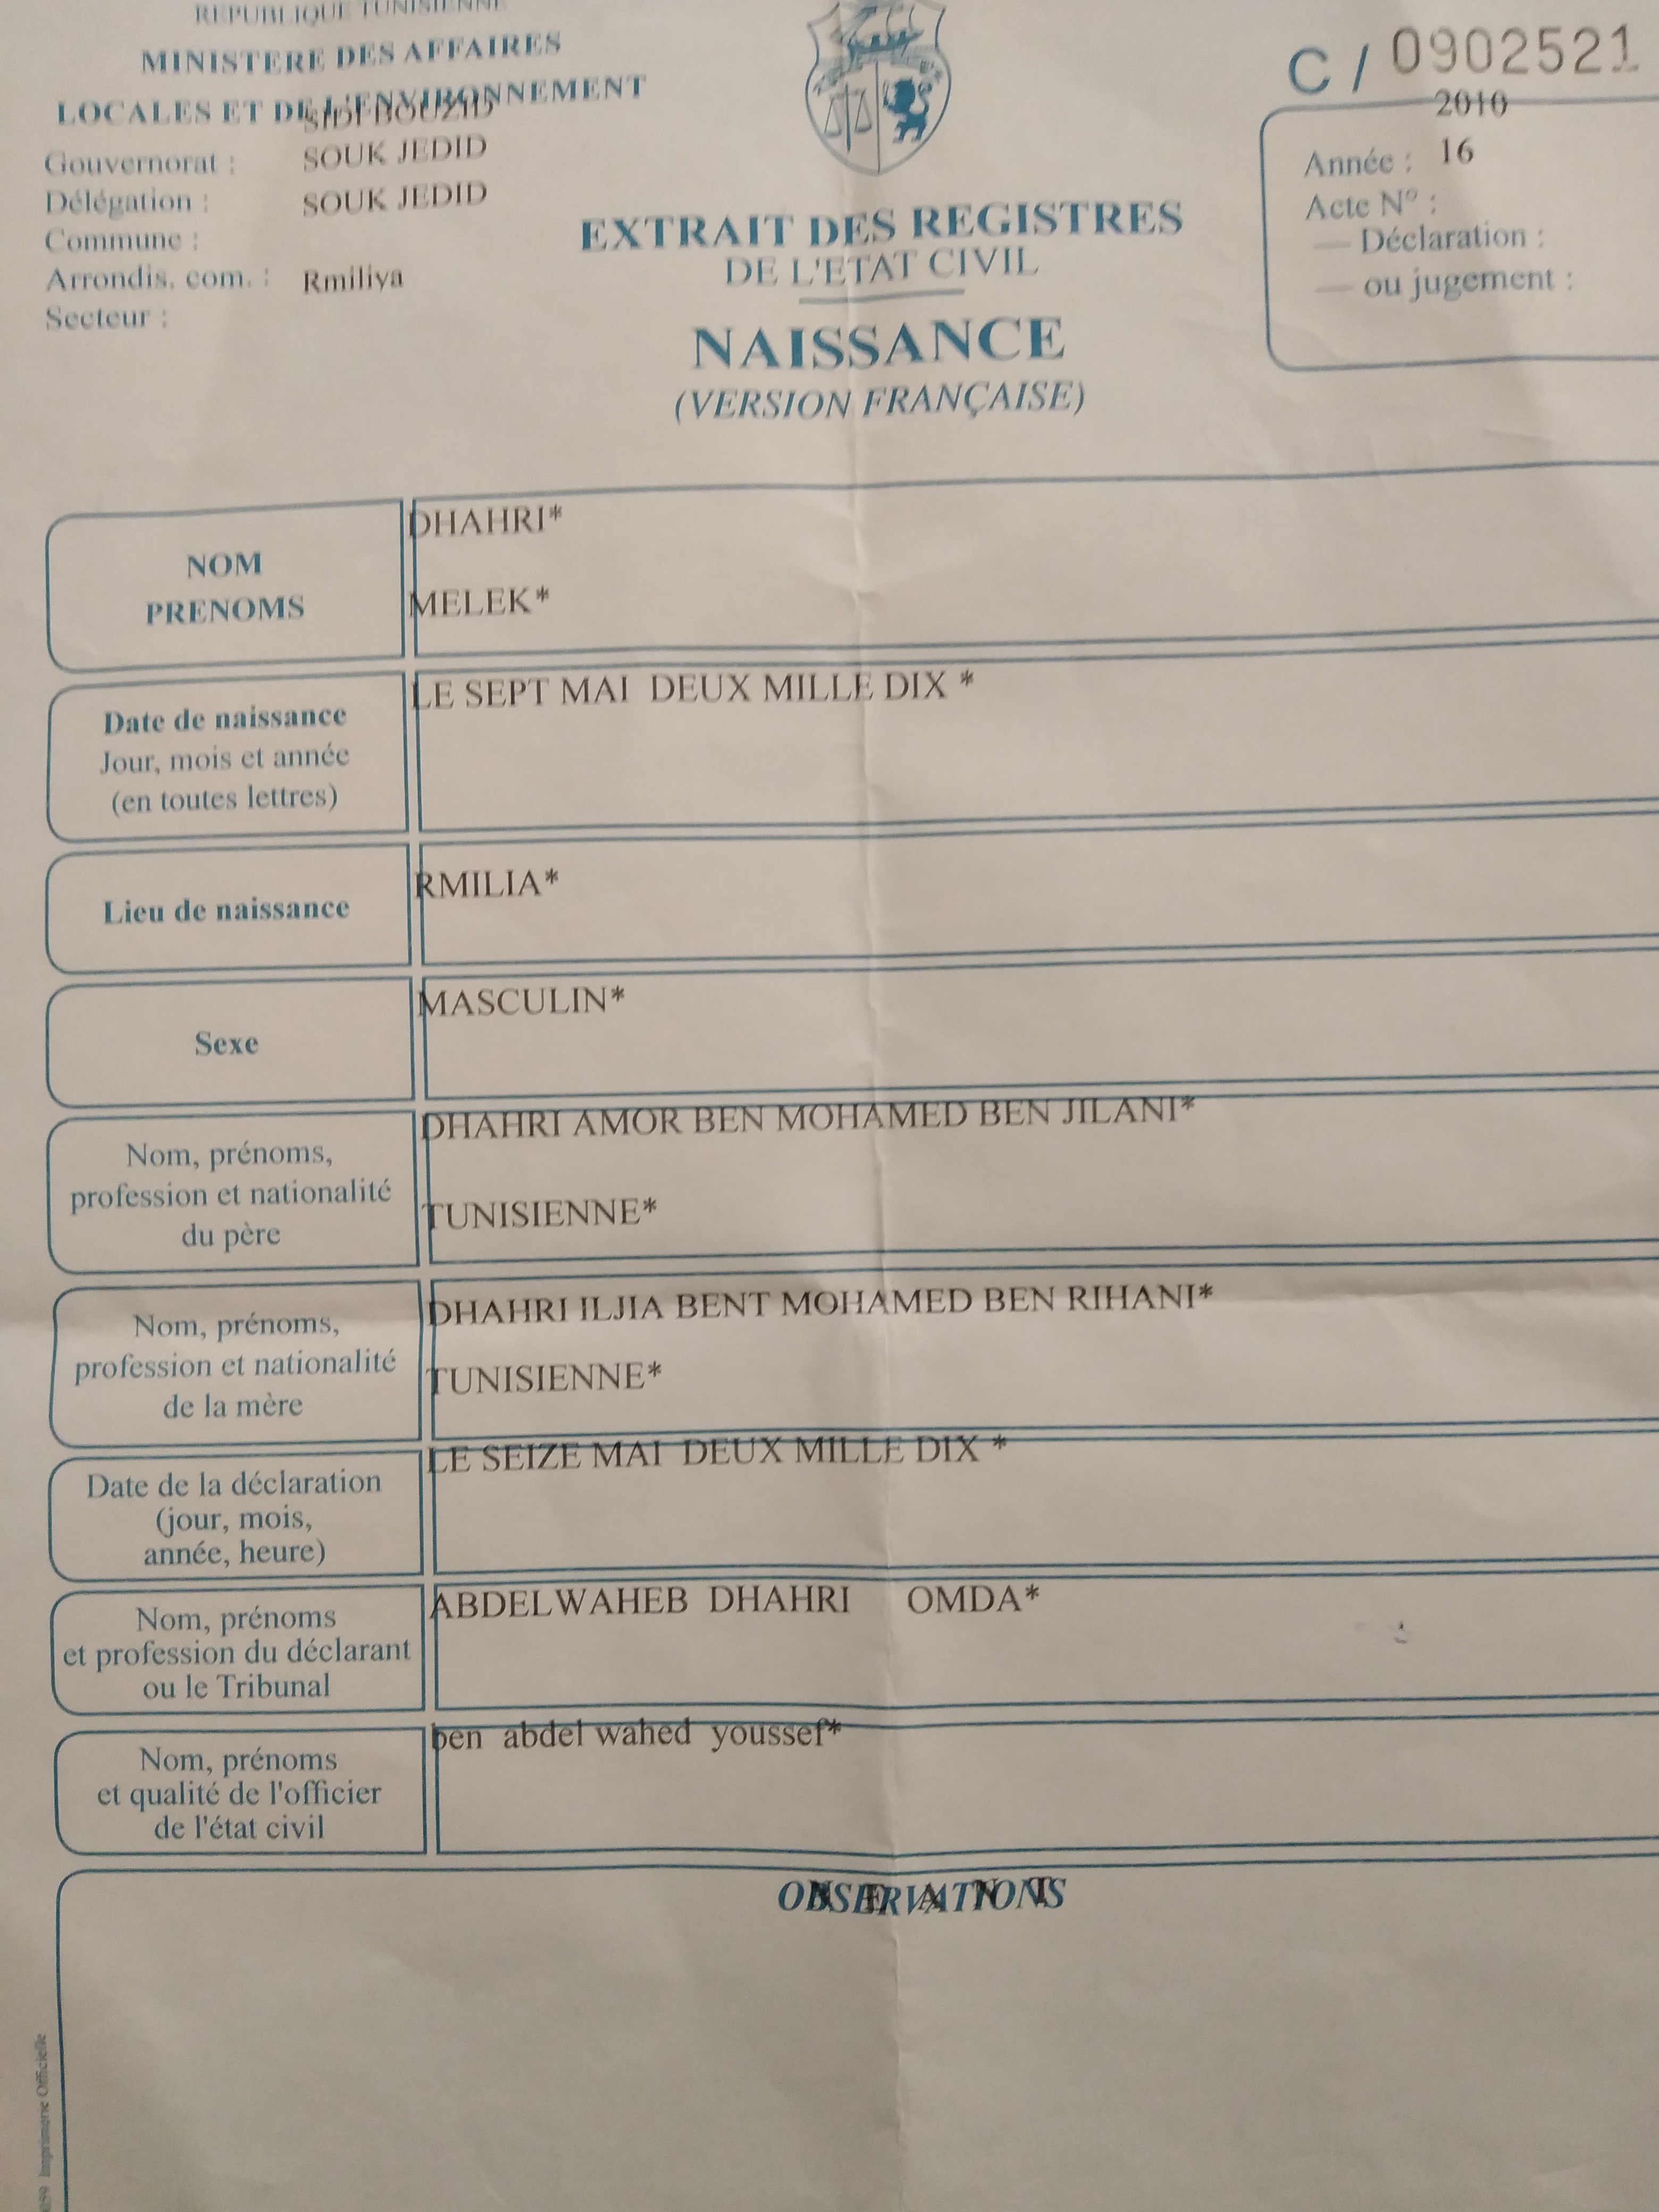 REPUBLIQUE TUNISIENNE
MINISTERE DES AFFAIRES
LOCALES ET DE L'ENVIRONNEMENT
SIDI BOUZID
Gouvernorat : SOUK JEDID
Délégation : SOUK JEDID
Commune :
Arrondis. com. : Rmiliya
Secteur :
EXTRAIT DES REGISTRES
DE L'ETAT CIVIL
NAISSANCE
(VERSION FRANÇAISE)
C / 0902521
2010
Année : 16
Acte N° :
— Déclaration :
— ou jugement :
NOM
PRENOMS
DHAHRI*
MELEK*
Date de naissance
Jour, mois et année
(en toutes lettres)
LE SEPT MAI DEUX MILLE DIX *
Lieu de naissance
RMILIA*
Sexe
MASCULIN*
Nom, prénoms,
profession et nationalité
du père
DHAHRI AMOR BEN MOHAMED BEN JILANI*
TUNISIENNE*
Nom, prénoms,
profession et nationalité
de la mère
DHAHRI ILJIA BENT MOHAMED BEN RIHANI*
TUNISIENNE*
Date de la déclaration
(jour, mois,
année, heure)
LE SEIZE MAI DEUX MILLE DIX *
Nom, prénoms
et profession du déclarant
ou le Tribunal
ABDELWAHEB DHAHRI OMDA*
Nom, prénoms
et qualité de l'officier
de l'état civil
ben abdel wahed youssef*
OBSERVATIONS
N E A N T
Imprimerie Officielle